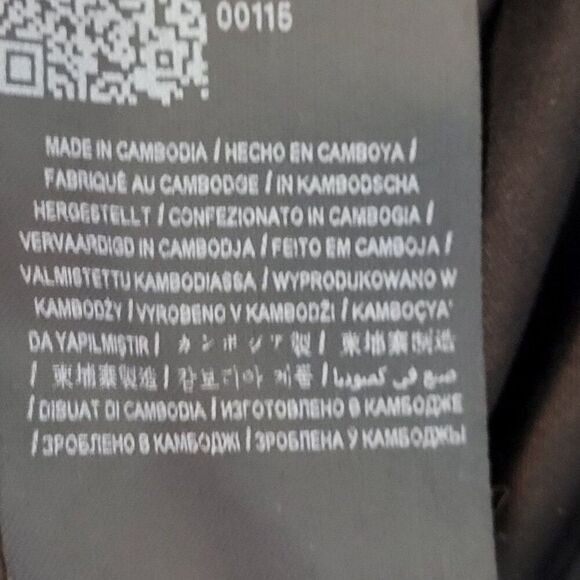 00115
MADE IN CAMBODIA / HECHO EN CAMBOYA /
FABRIQUÉ AU CAMBODGE / IN KAMBODSCHA
HERGESTELLT / CONFEZIONATO IN CAMBOGIA /
VERVAARDIGD IN CAMBODJA / FEITO EM CAMBOJA /
VALMISTETTU KAMBODIASSA / WYPRODUKOWANO W
KAMBODŻY / VYROBENO V KAMBODŽI / KAMBOÇYA'
DA YAPILMIŞTIR / カンボジア製 / 柬埔寨制造
/ 柬埔寨製造 / 캄보디아 제품 / صنع في كمبوديا
/ DIBUAT DI CAMBODIA / ИЗГОТОВЛЕНО В КАМБОДЖЕ
/ ЗРОБЛЕНО В КАМБОДЖІ / ЗРОБЛЕНА У КАМБОДЖЫ